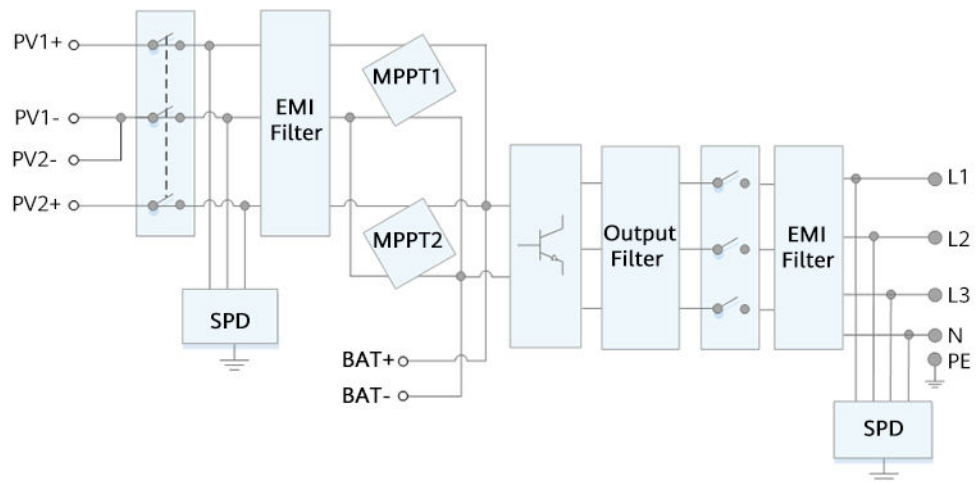 PV1+
PV1-
PV2-
PV2+
EMI
Filter
MPPT1
MPPT2
SPD
BAT+
BAT-
Output
Filter
EMI
Filter
L1
L2
L3
N
PE
SPD